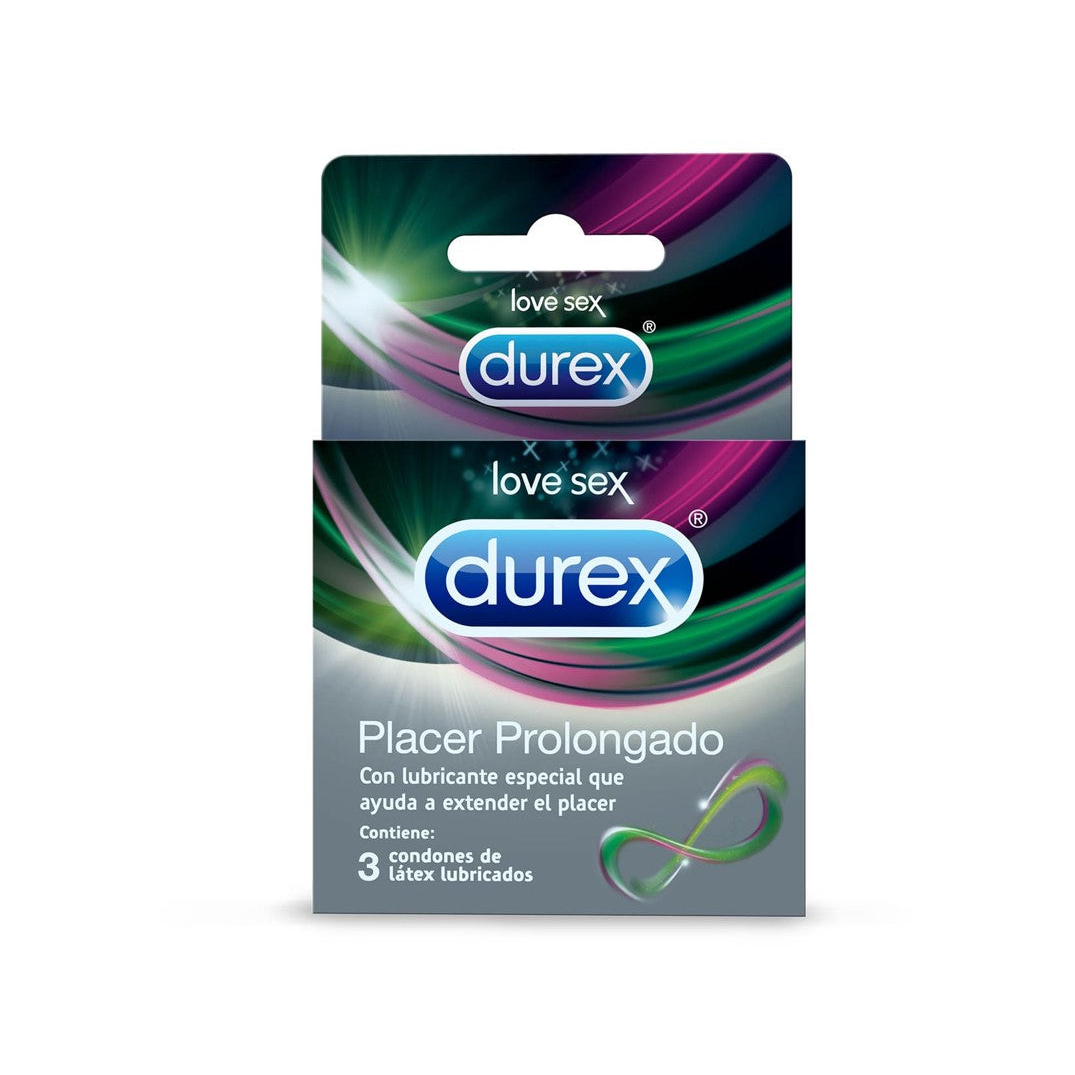 love sex
durex®
love sex
durex®
Placer Prolongado
Con lubricante especial que
ayuda a extender el placer
Contiene:
3 condones de
látex lubricados